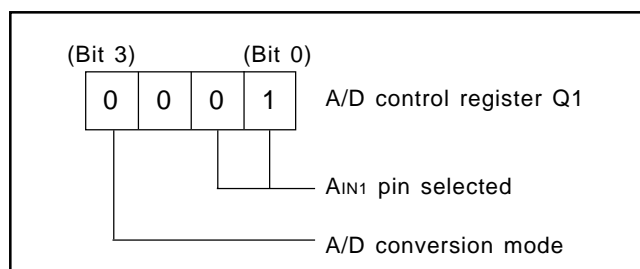 (Bit 3) (Bit 0)
0 0 0 1 A/D control register Q1
AIN1 pin selected
A/D conversion mode